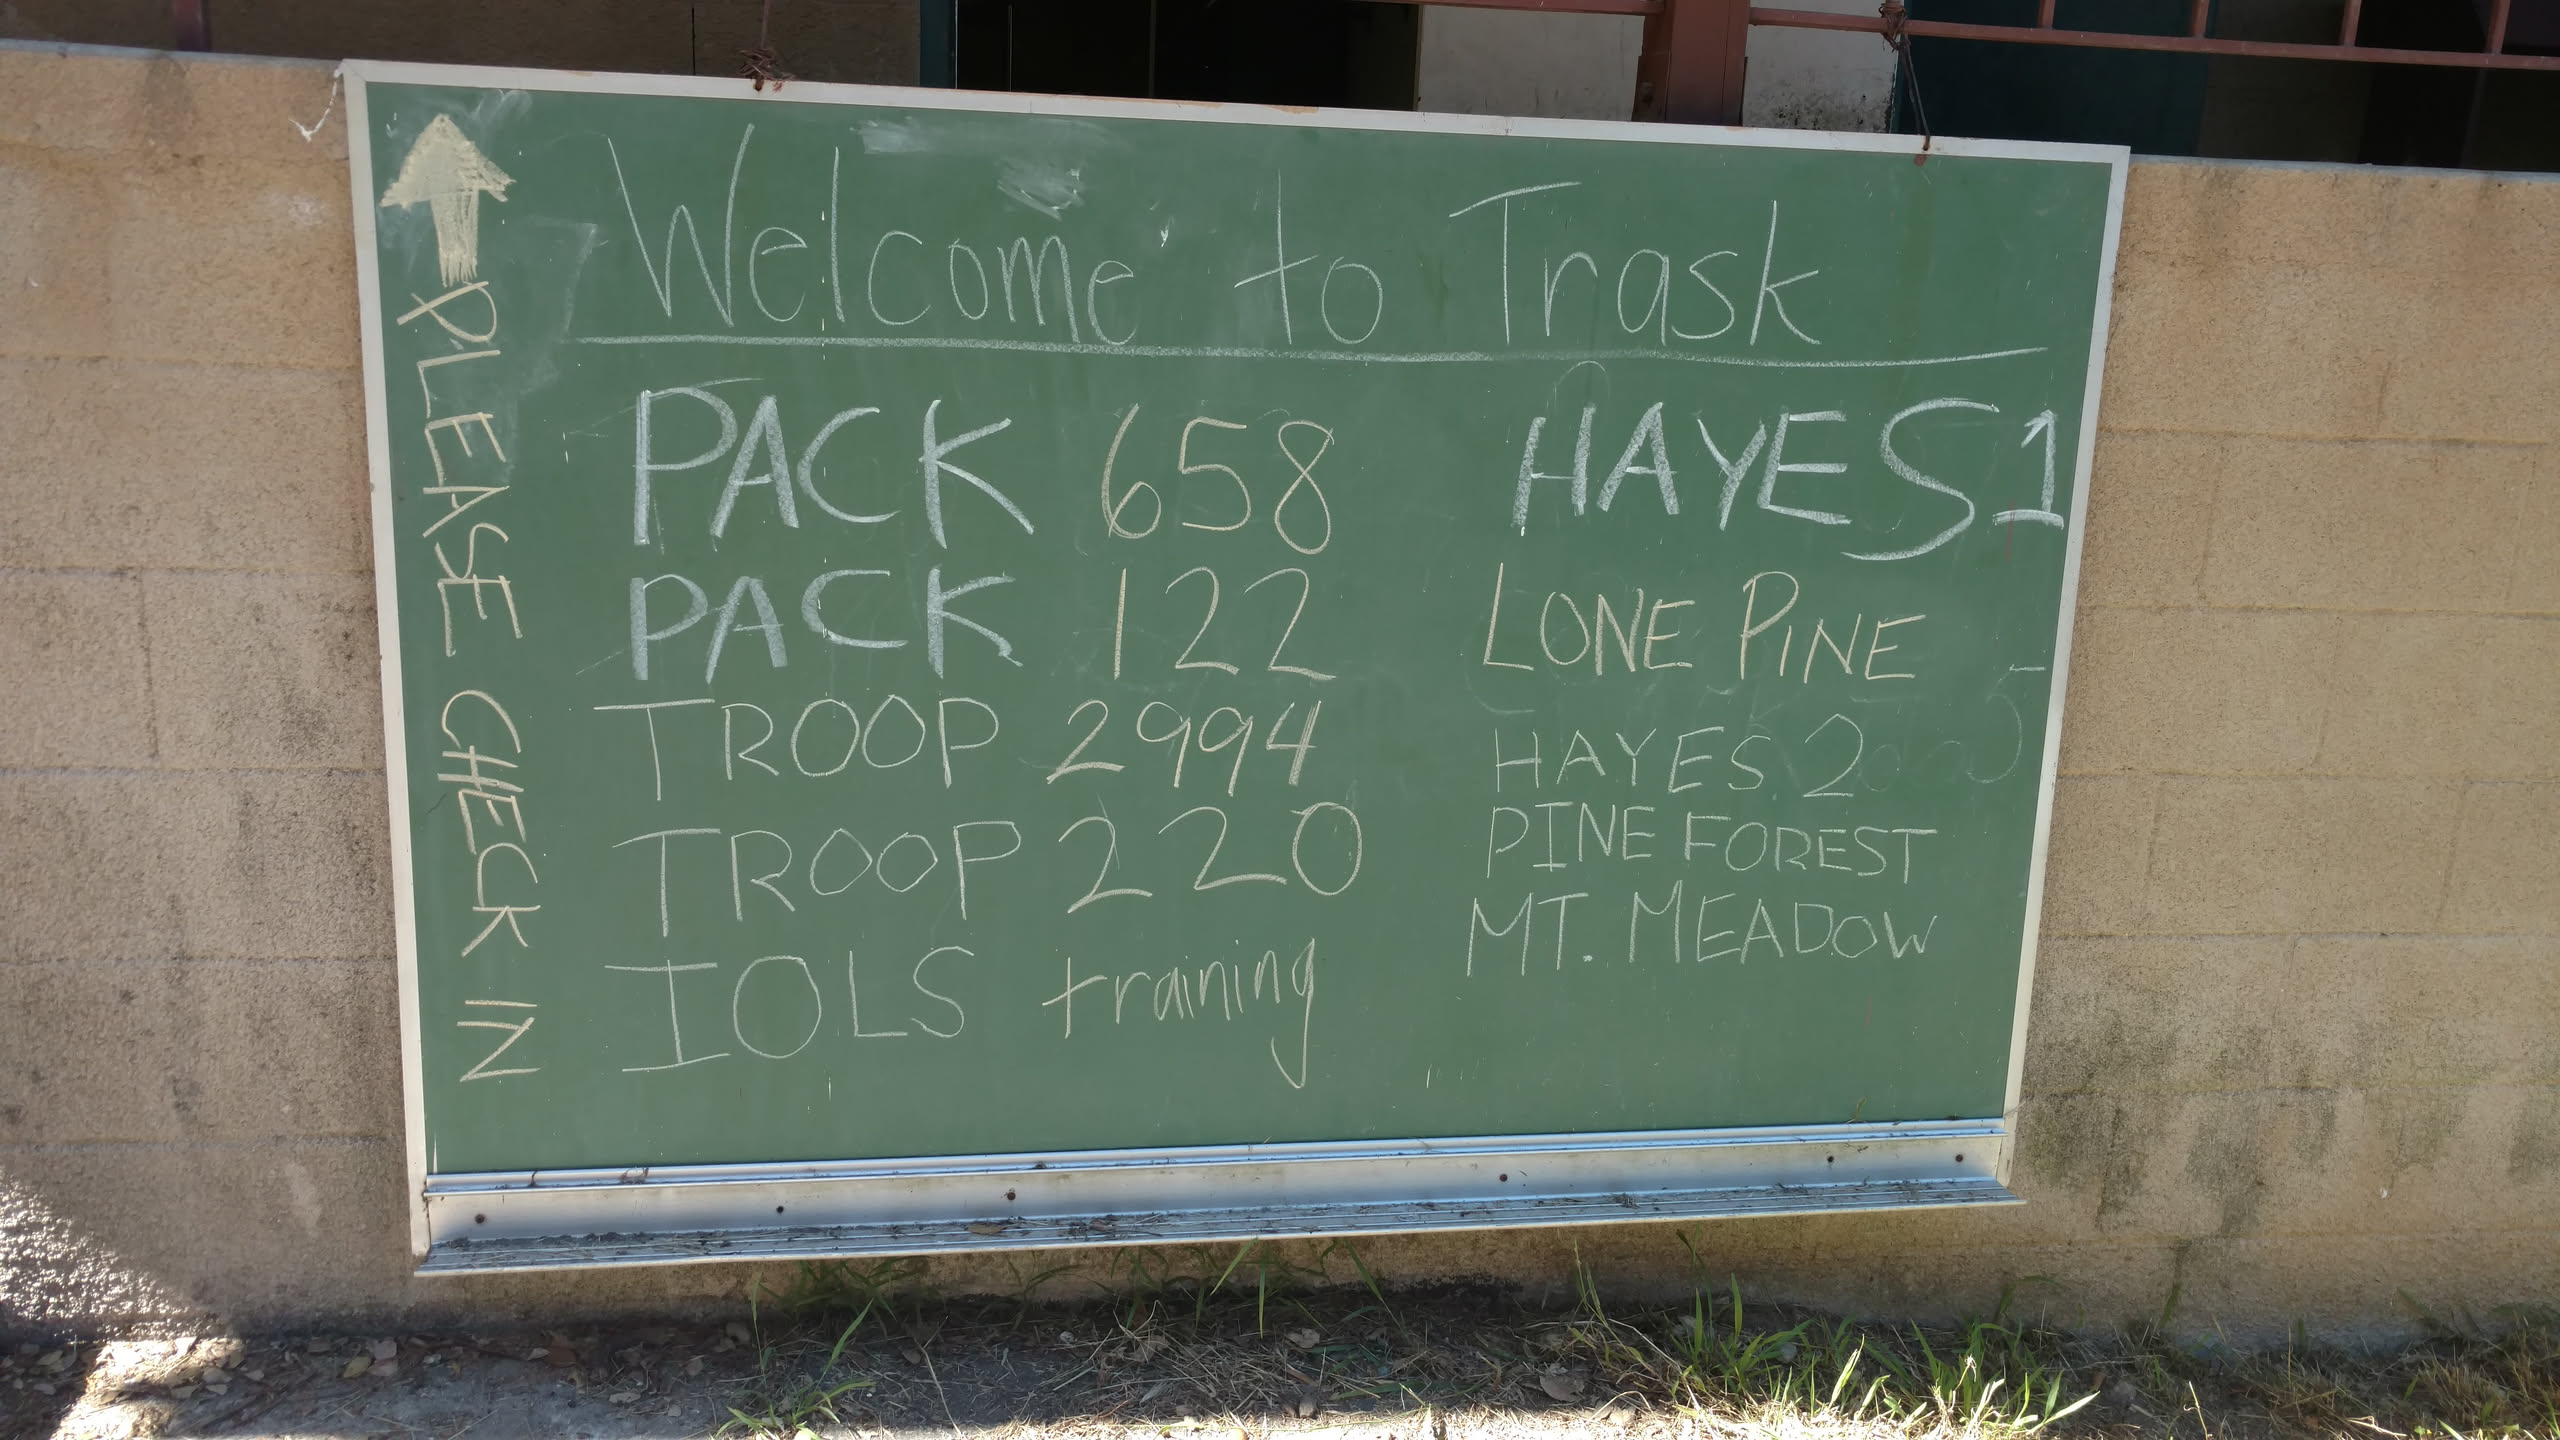 Welcome to Trask
PACK 658 HAYES 1
PACK 122 LONE PINE
TROOP 2994 HAYES 2
TROOP 220 PINE FOREST
IOLS training MT. MEADOW
PLEASE CHECK IN